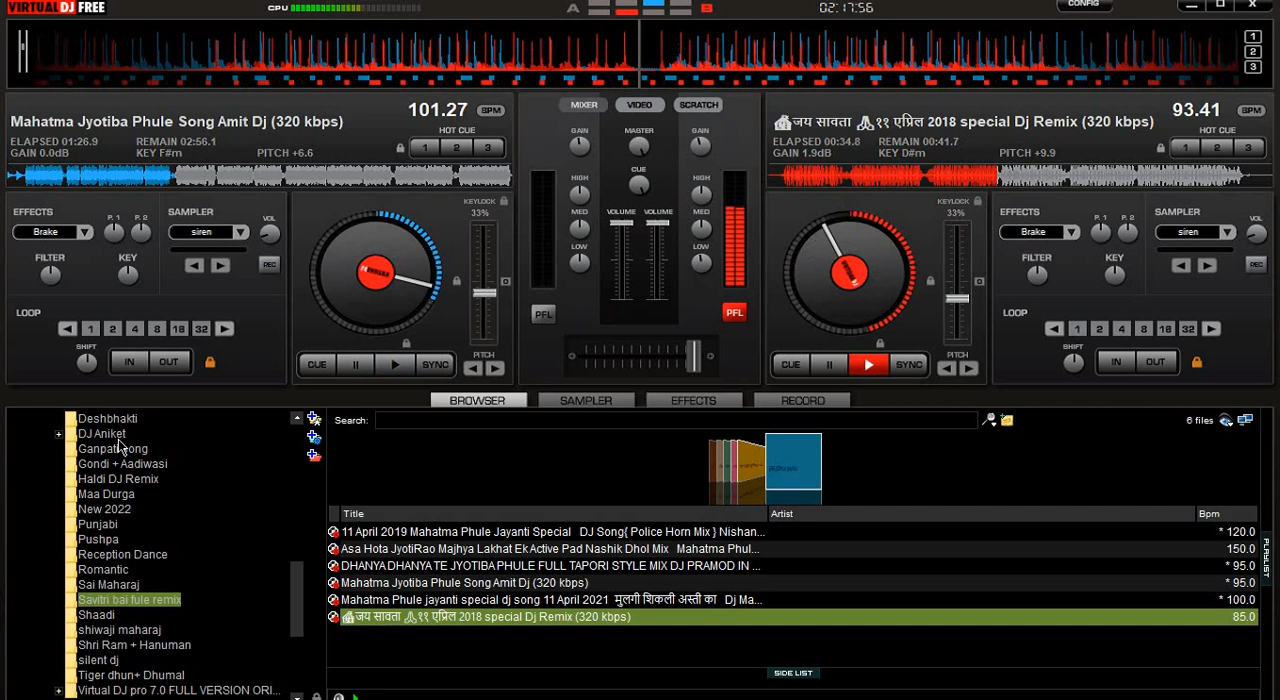 VIRTUAL DJ FREE
CPU
A
B
02:17:56
CONFIG
1
2
3
101.27 BPM
Mahatma Jyotiba Phule Song Amit Dj (320 kbps)
ELAPSED 01:26.9 REMAIN 02:56.1
GAIN 0.0dB KEY F#m PITCH +6.6
HOT CUE
1 2 3
EFFECTS
P. 1 P. 2
SAMPLER
VOL
Brake
siren
FILTER KEY
REC
LOOP
1 2 4 8 16 32
SHIFT
IN OUT
KEYLOCK
33%
CUE SYNC
PITCH
MIXER VIDEO SCRATCH
GAIN MASTER GAIN
CUE
HIGH HIGH
MED VOLUME VOLUME MED
LOW LOW
PFL PFL
93.41 BPM
जय सावता ११ एप्रिल 2018 special Dj Remix (320 kbps)
ELAPSED 00:34.8 REMAIN 00:41.7
GAIN 1.9dB KEY D#m PITCH +9.9
HOT CUE
1 2 3
KEYLOCK
33%
CUE SYNC
PITCH
EFFECTS
P. 1 P. 2
SAMPLER
VOL
Brake
siren
FILTER KEY
REC
LOOP
1 2 4 8 16 32
SHIFT
IN OUT
BROWSER SAMPLER EFFECTS RECORD
Deshbhakti
DJ Aniket
Ganpati song
Gondi + Aadiwasi
Haldi DJ Remix
Maa Durga
New 2022
Punjabi
Pushpa
Reception Dance
Romantic
Sai Maharaj
Savitri bai fule remix
Shaadi
shiwaji maharaj
Shri Ram + Hanuman
silent dj
Tiger dhun+ Dhumal
Virtual DJ pro 7.0 FULL VERSION ORI...
Search:
6 files
Title Artist Bpm
11 April 2019 Mahatma Phule Jayanti Special DJ Song{ Police Horn Mix } Nishan... * 120.0
Asa Hota JyotiRao Majhya Lakhat Ek Active Pad Nashik Dhol Mix Mahatma Phul... 150.0
DHANYA DHANYA TE JYOTIBA PHULE FULL TAPORI STYLE MIX DJ PRAMOD IN ... * 95.0
Mahatma Jyotiba Phule Song Amit Dj (320 kbps) * 95.0
Mahatma Phule jayanti special dj song 11 April 2021 मुलगी शिकली अस्ती का Dj Ma... * 100.0
जय सावता ११ एप्रिल 2018 special Dj Remix (320 kbps) 85.0
SIDE LIST
PLAYLIST